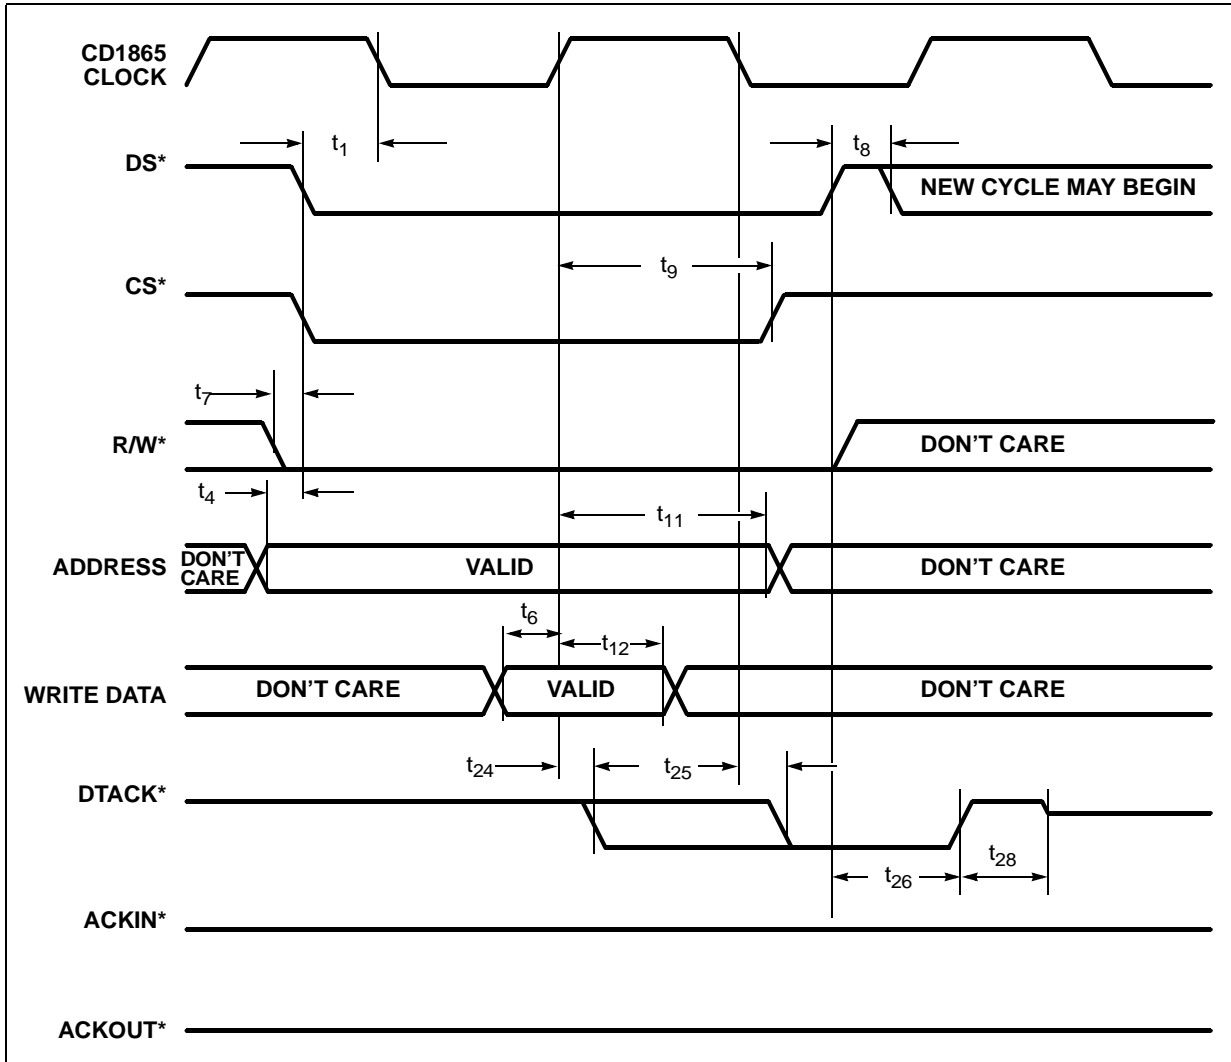 CD1865
CLOCK
t1
t8
DS*
NEW CYCLE MAY BEGIN
t9
CS*
t7
R/W*
DON'T CARE
t4
t11
ADDRESS
DON'T
CARE
VALID
DON'T CARE
t6
t12
WRITE DATA
DON'T CARE
VALID
DON'T CARE
t24
t25
DTACK*
t26
t28
ACKIN*
ACKOUT*